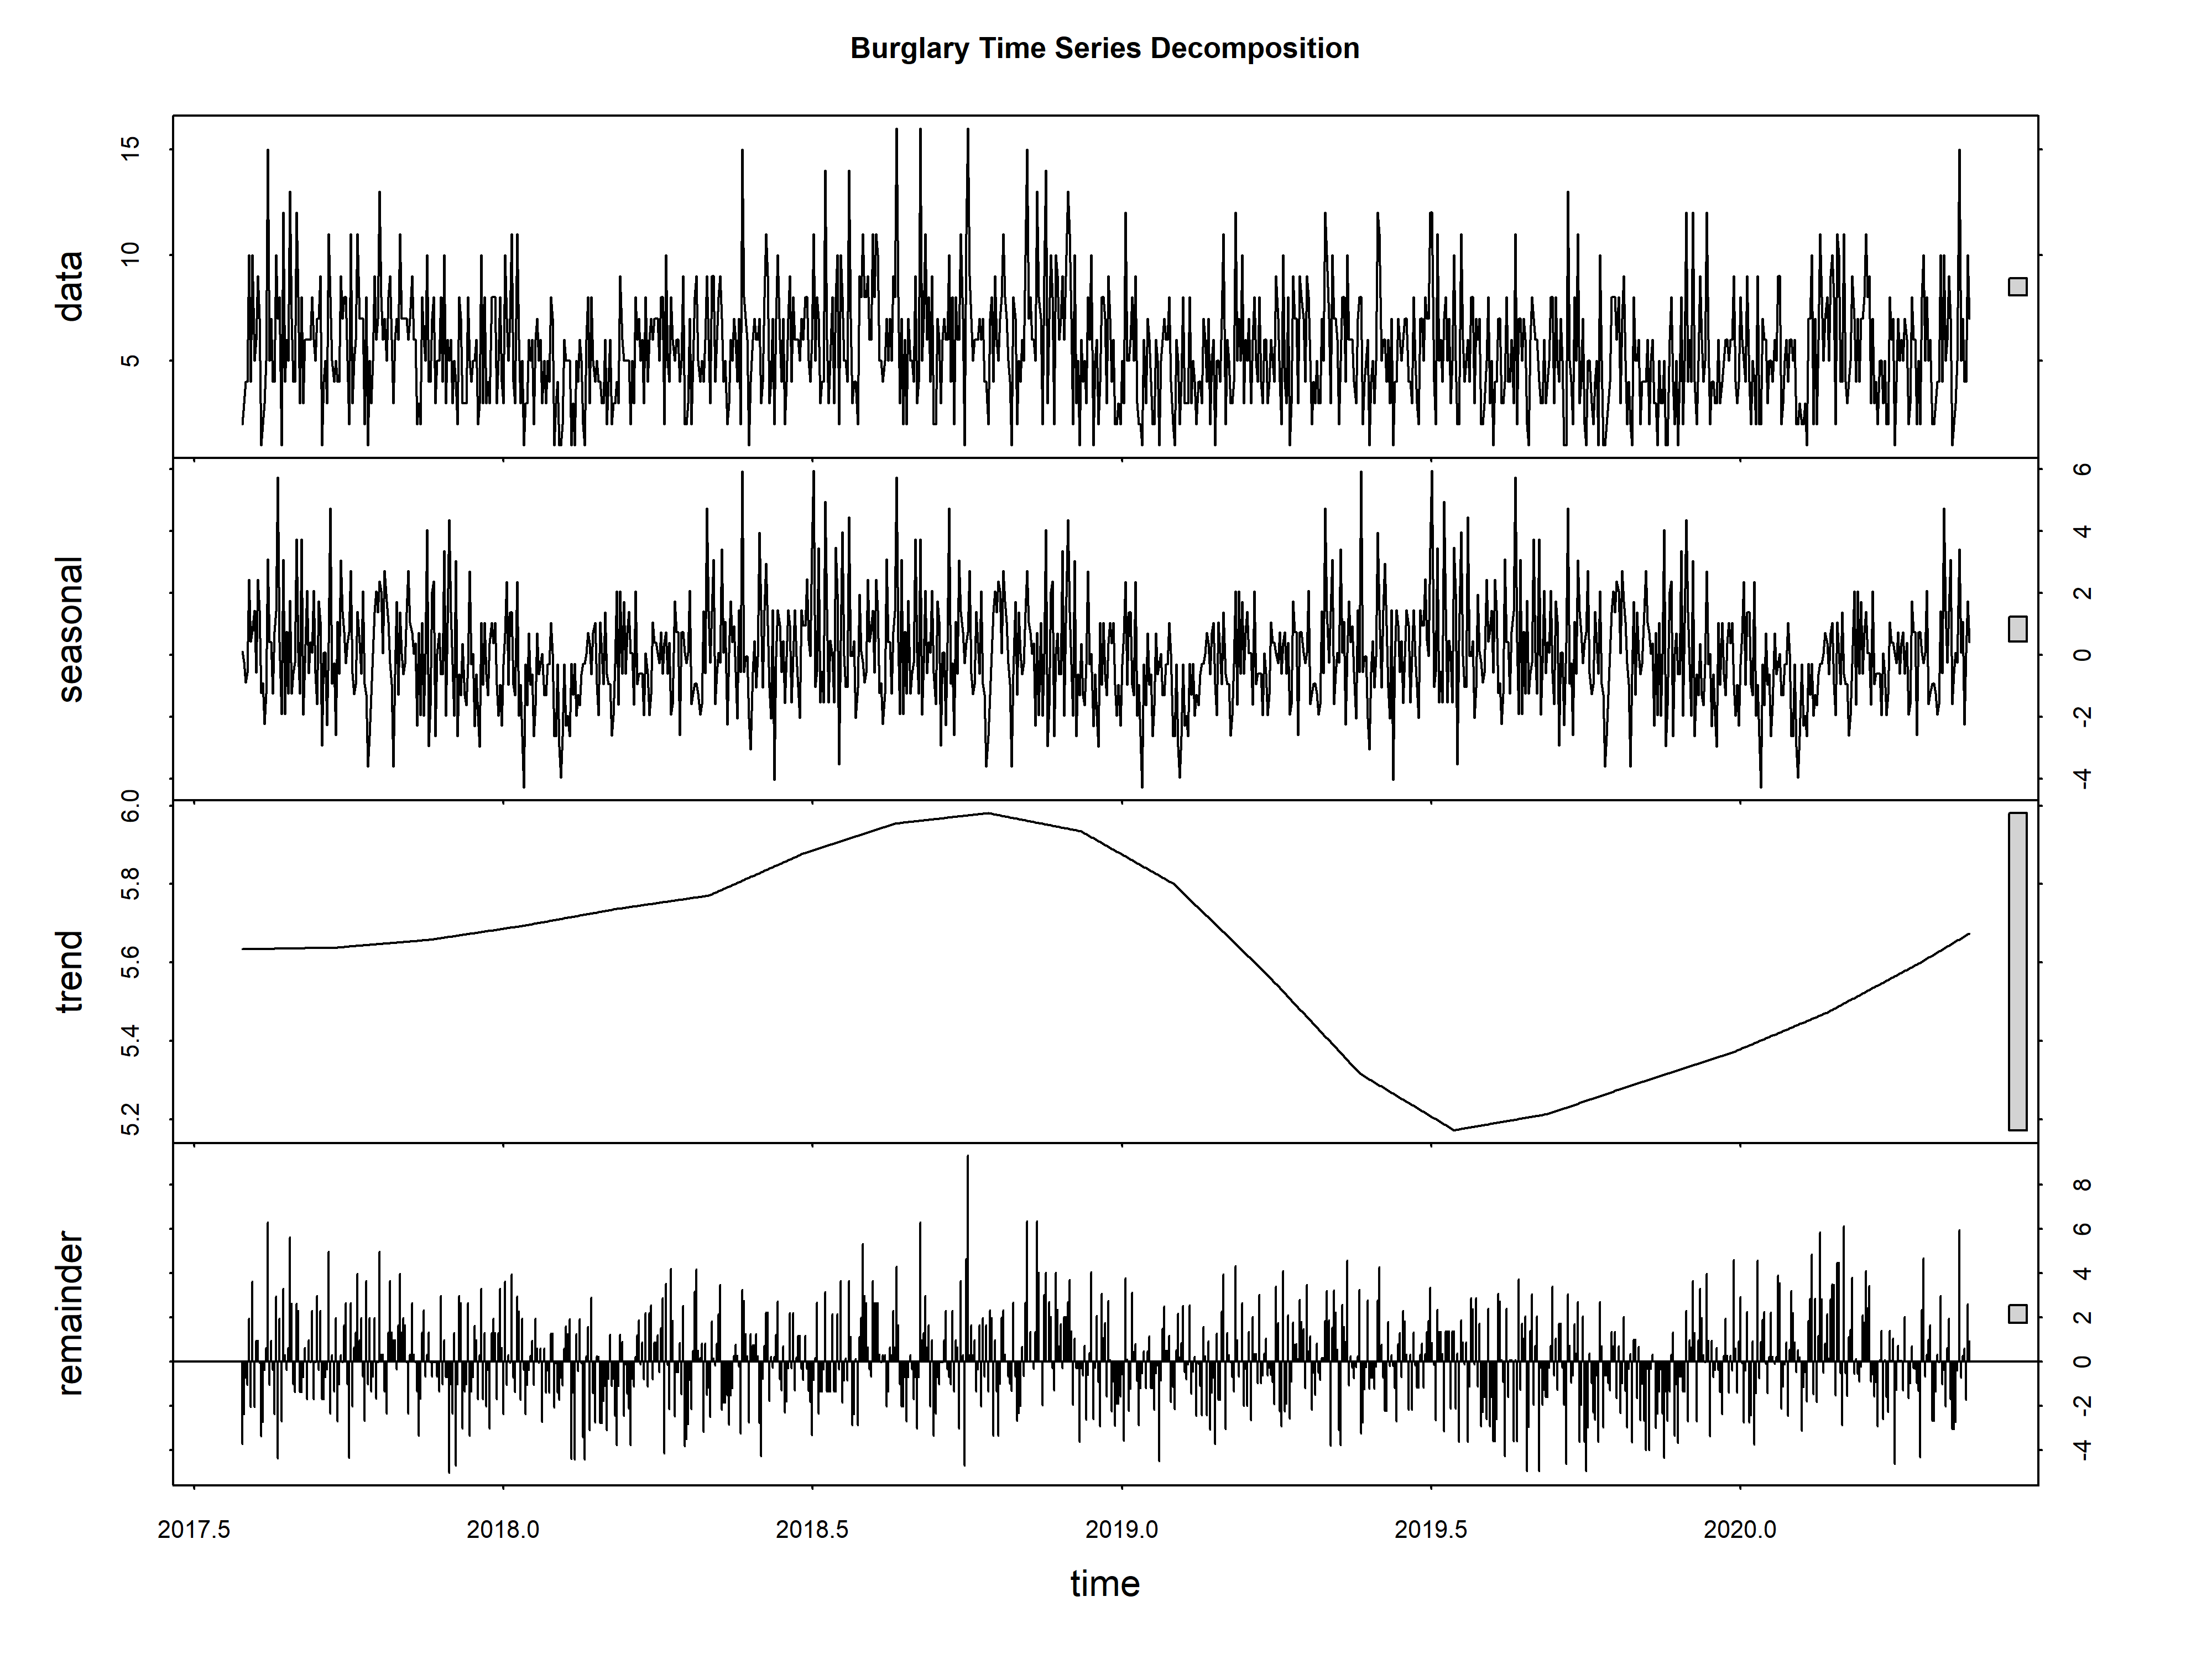 Burglary Time Series Decomposition
data
5 10 15
seasonal
-4 -2 0 2 4 6
trend
5.2 5.4 5.6 5.8 6.0
remainder
-4 -2 0 2 4 6 8
2017.5 2018.0 2018.5 2019.0 2019.5 2020.0
time